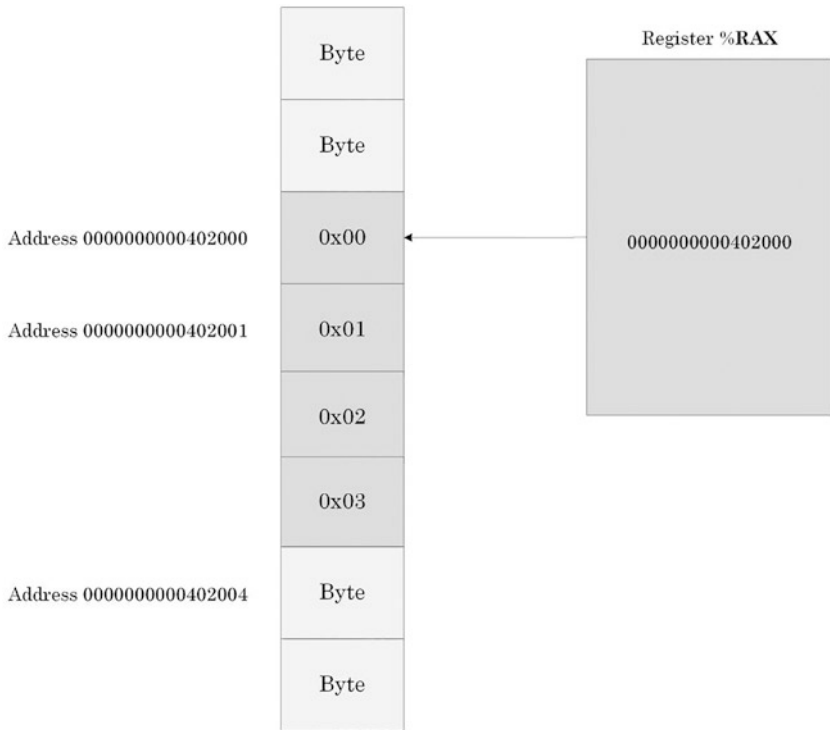 Byte
Register %RAX
Byte
Address 0000000000402000
0x00
0000000000402000
Address 0000000000402001
0x01
0x02
0x03
Address 0000000000402004
Byte
Byte